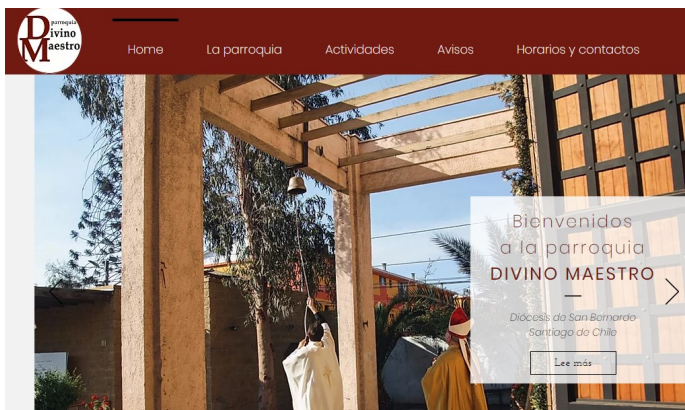 parroquia
Divino
Maestro
Home
La parroquia
Actividades
Avisos
Horarios y contactos
Bienvenidos
a la parroquia
DIVINO MAESTRO
Diócesis de San Bernardo
Santiago de Chile
Lee más